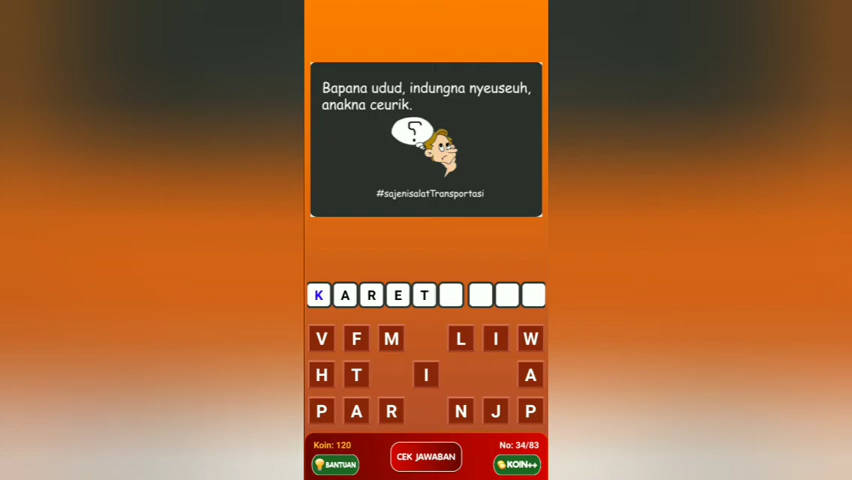 Bapana udud, indungna nyeuseuh,
anakna ceurik.
?
#sajenisalatTransportasi
K A R E T
V F M L I W
H T I A
P A R N J P
Koin: 120
No: 34/83
BANTUAN
CEK JAWABAN
KOIN++